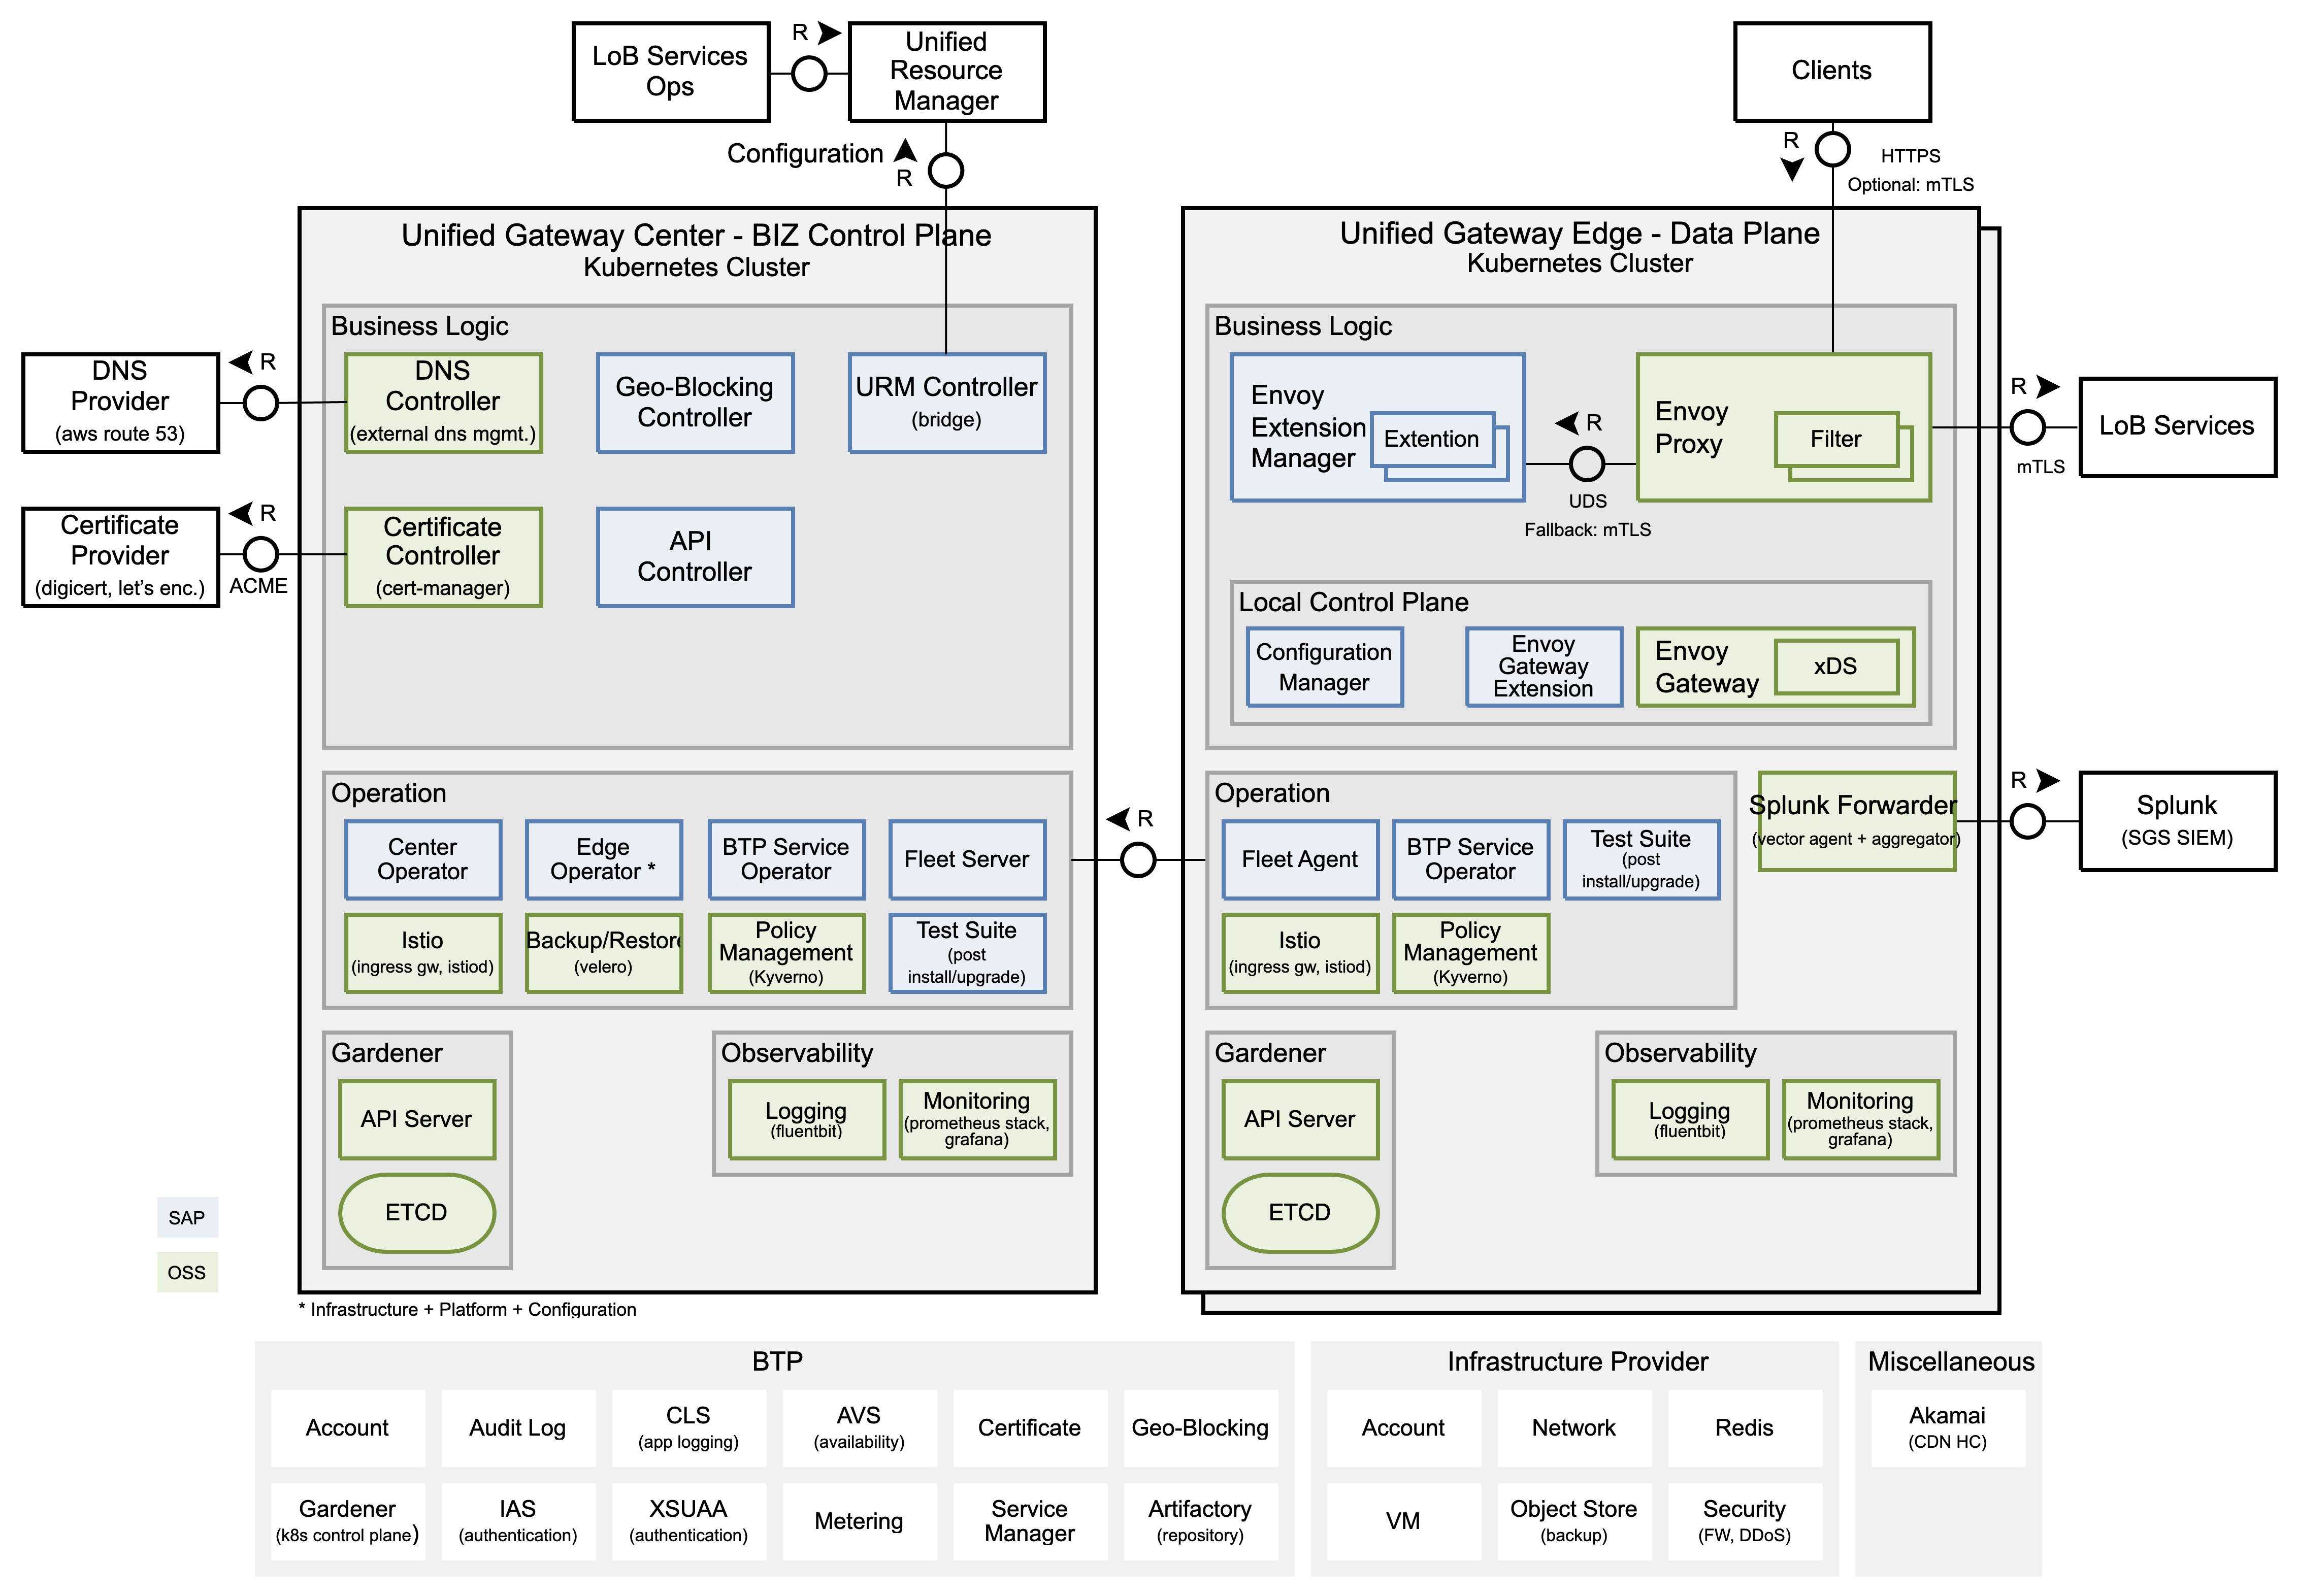 LoB Services
Ops
R
Unified
Resource
Manager
Configuration
R
Clients
R
HTTPS
Optional: mTLS
Unified Gateway Center - BIZ Control Plane
Kubernetes Cluster
Business Logic
DNS
Provider
(aws route 53)
R
DNS
Controller
(external dns mgmt.)
Geo-Blocking
Controller
URM Controller
(bridge)
Certificate
Provider
(digicert, let's enc.)
R
ACME
Certificate
Controller
(cert-manager)
API
Controller
Operation
Center
Operator
Edge
Operator *
BTP Service
Operator
Fleet Server
Istio
(ingress gw, istiod)
Backup/Restore
(velero)
Policy
Management
(Kyverno)
Test Suite
(post
install/upgrade)
Gardener
API Server
ETCD
Observability
Logging
(fluentbit)
Monitoring
(prometheus stack,
grafana)
SAP
OSS
* Infrastructure + Platform + Configuration
R
Unified Gateway Edge - Data Plane
Kubernetes Cluster
Business Logic
Envoy
Extension
Manager
Extention
R
UDS
Fallback: mTLS
Envoy
Proxy
Filter
R
mTLS
LoB Services
Local Control Plane
Configuration
Manager
Envoy
Gateway
Extension
Envoy
Gateway
xDS
Operation
Fleet Agent
BTP Service
Operator
Test Suite
(post
install/upgrade)
Istio
(ingress gw, istiod)
Policy
Management
(Kyverno)
Splunk Forwarder
(vector agent + aggregator)
R
Splunk
(SGS SIEM)
Gardener
API Server
ETCD
Observability
Logging
(fluentbit)
Monitoring
(prometheus stack,
grafana)
BTP
Account
Audit Log
CLS
(app logging)
AVS
(availability)
Certificate
Geo-Blocking
Gardener
(k8s control plane)
IAS
(authentication)
XSUAA
(authentication)
Metering
Service
Manager
Artifactory
(repository)
Infrastructure Provider
Account
Network
Redis
VM
Object Store
(backup)
Security
(FW, DDoS)
Miscellaneous
Akamai
(CDN HC)